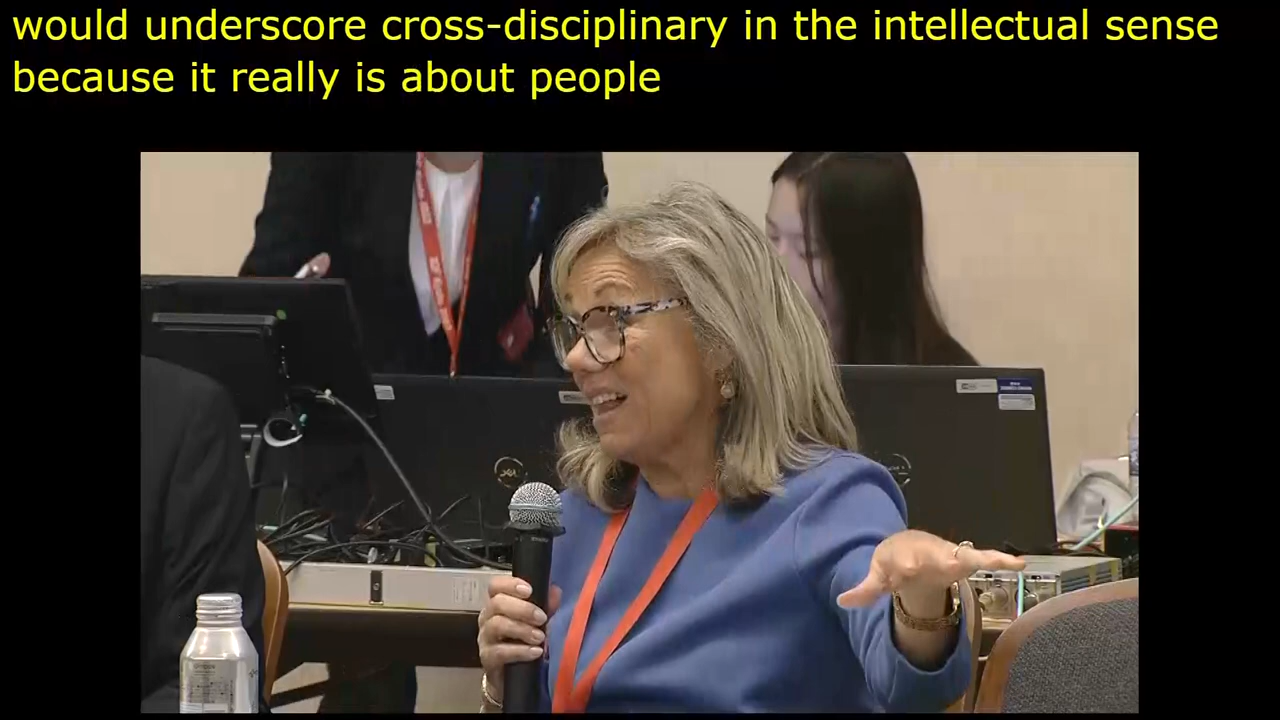 would underscore cross-disciplinary in the intellectual sense
because it really is about people